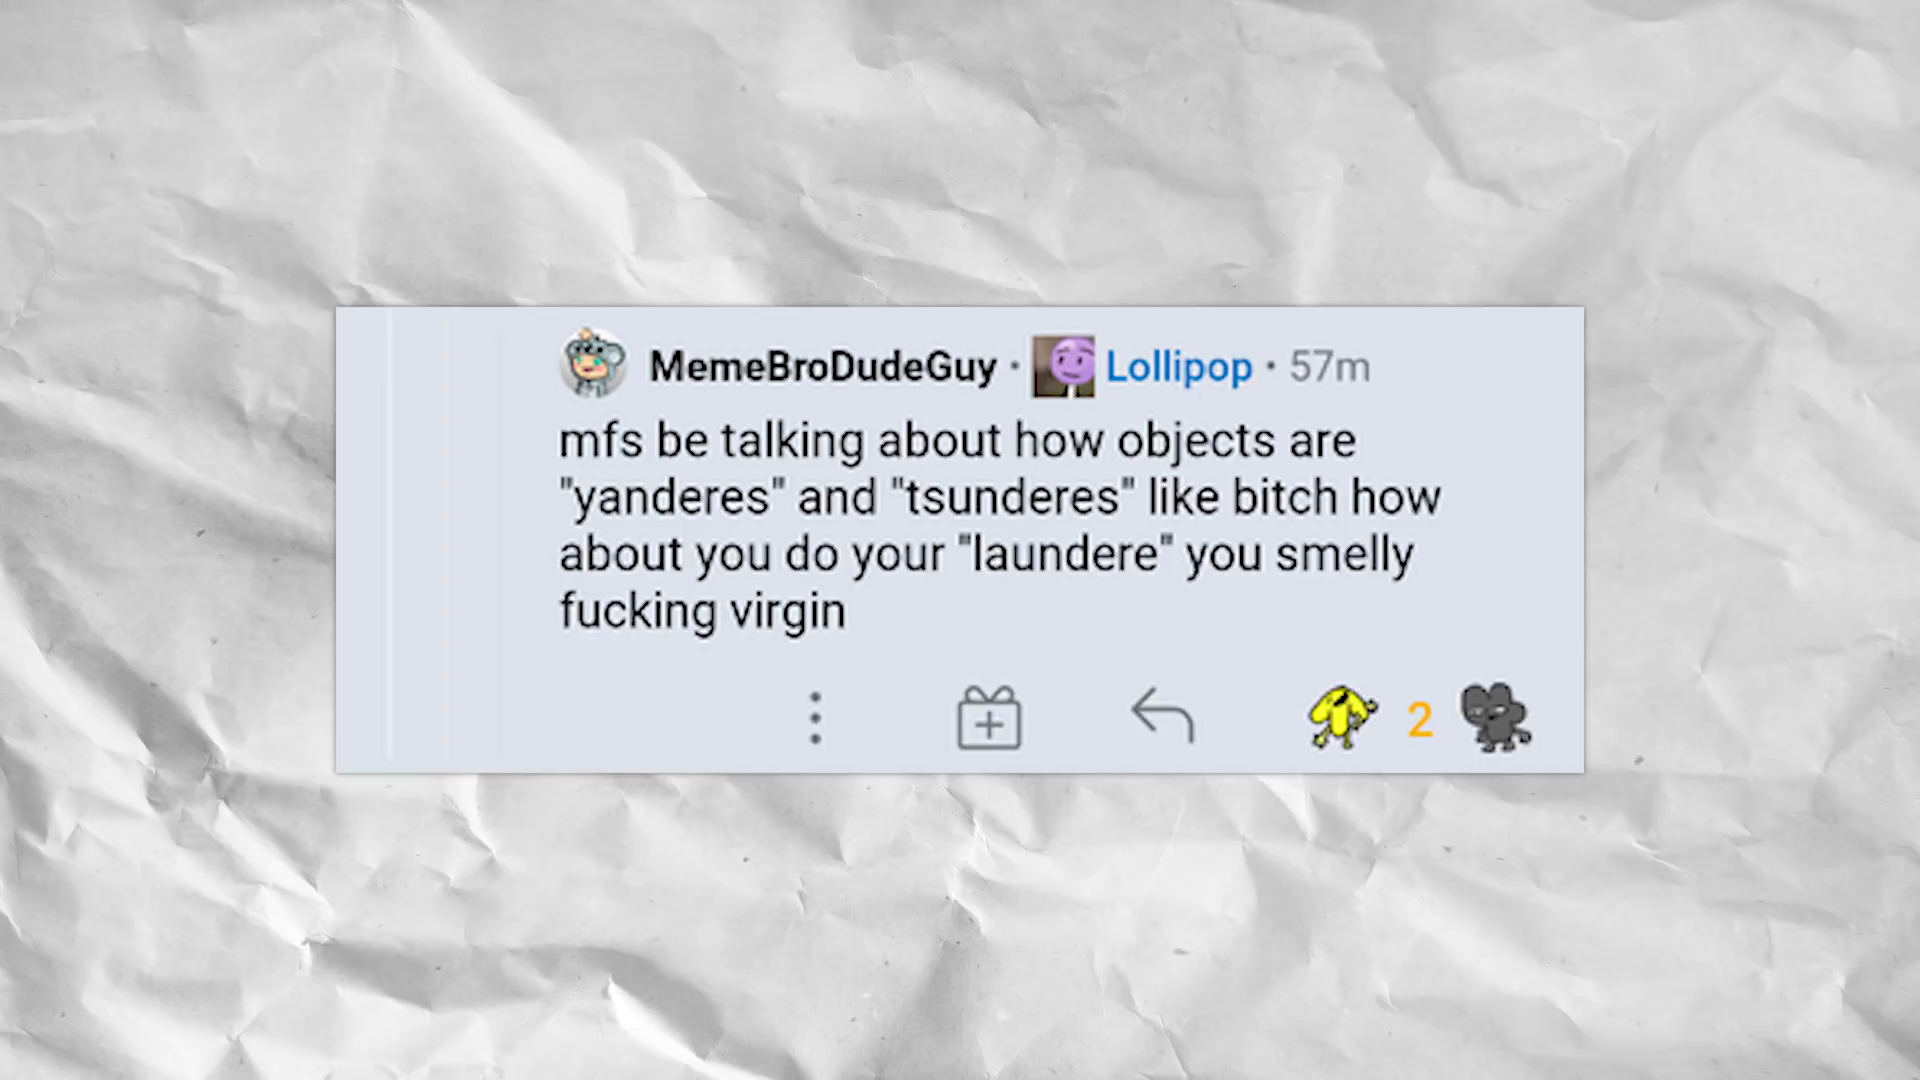 MemeBroDudeGuy · Lollipop · 57m
mfs be talking about how objects are
"yanderes" and "tsunderes" like bitch how
about you do your "laundere" you smelly
fucking virgin
2